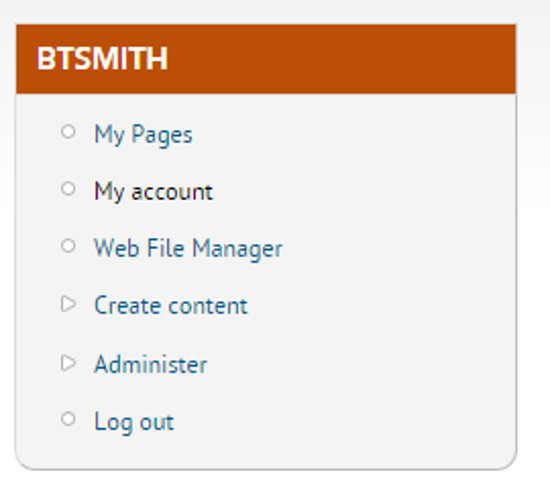 BTSMITH
My Pages
My account
Web File Manager
Create content
Administer
Log out